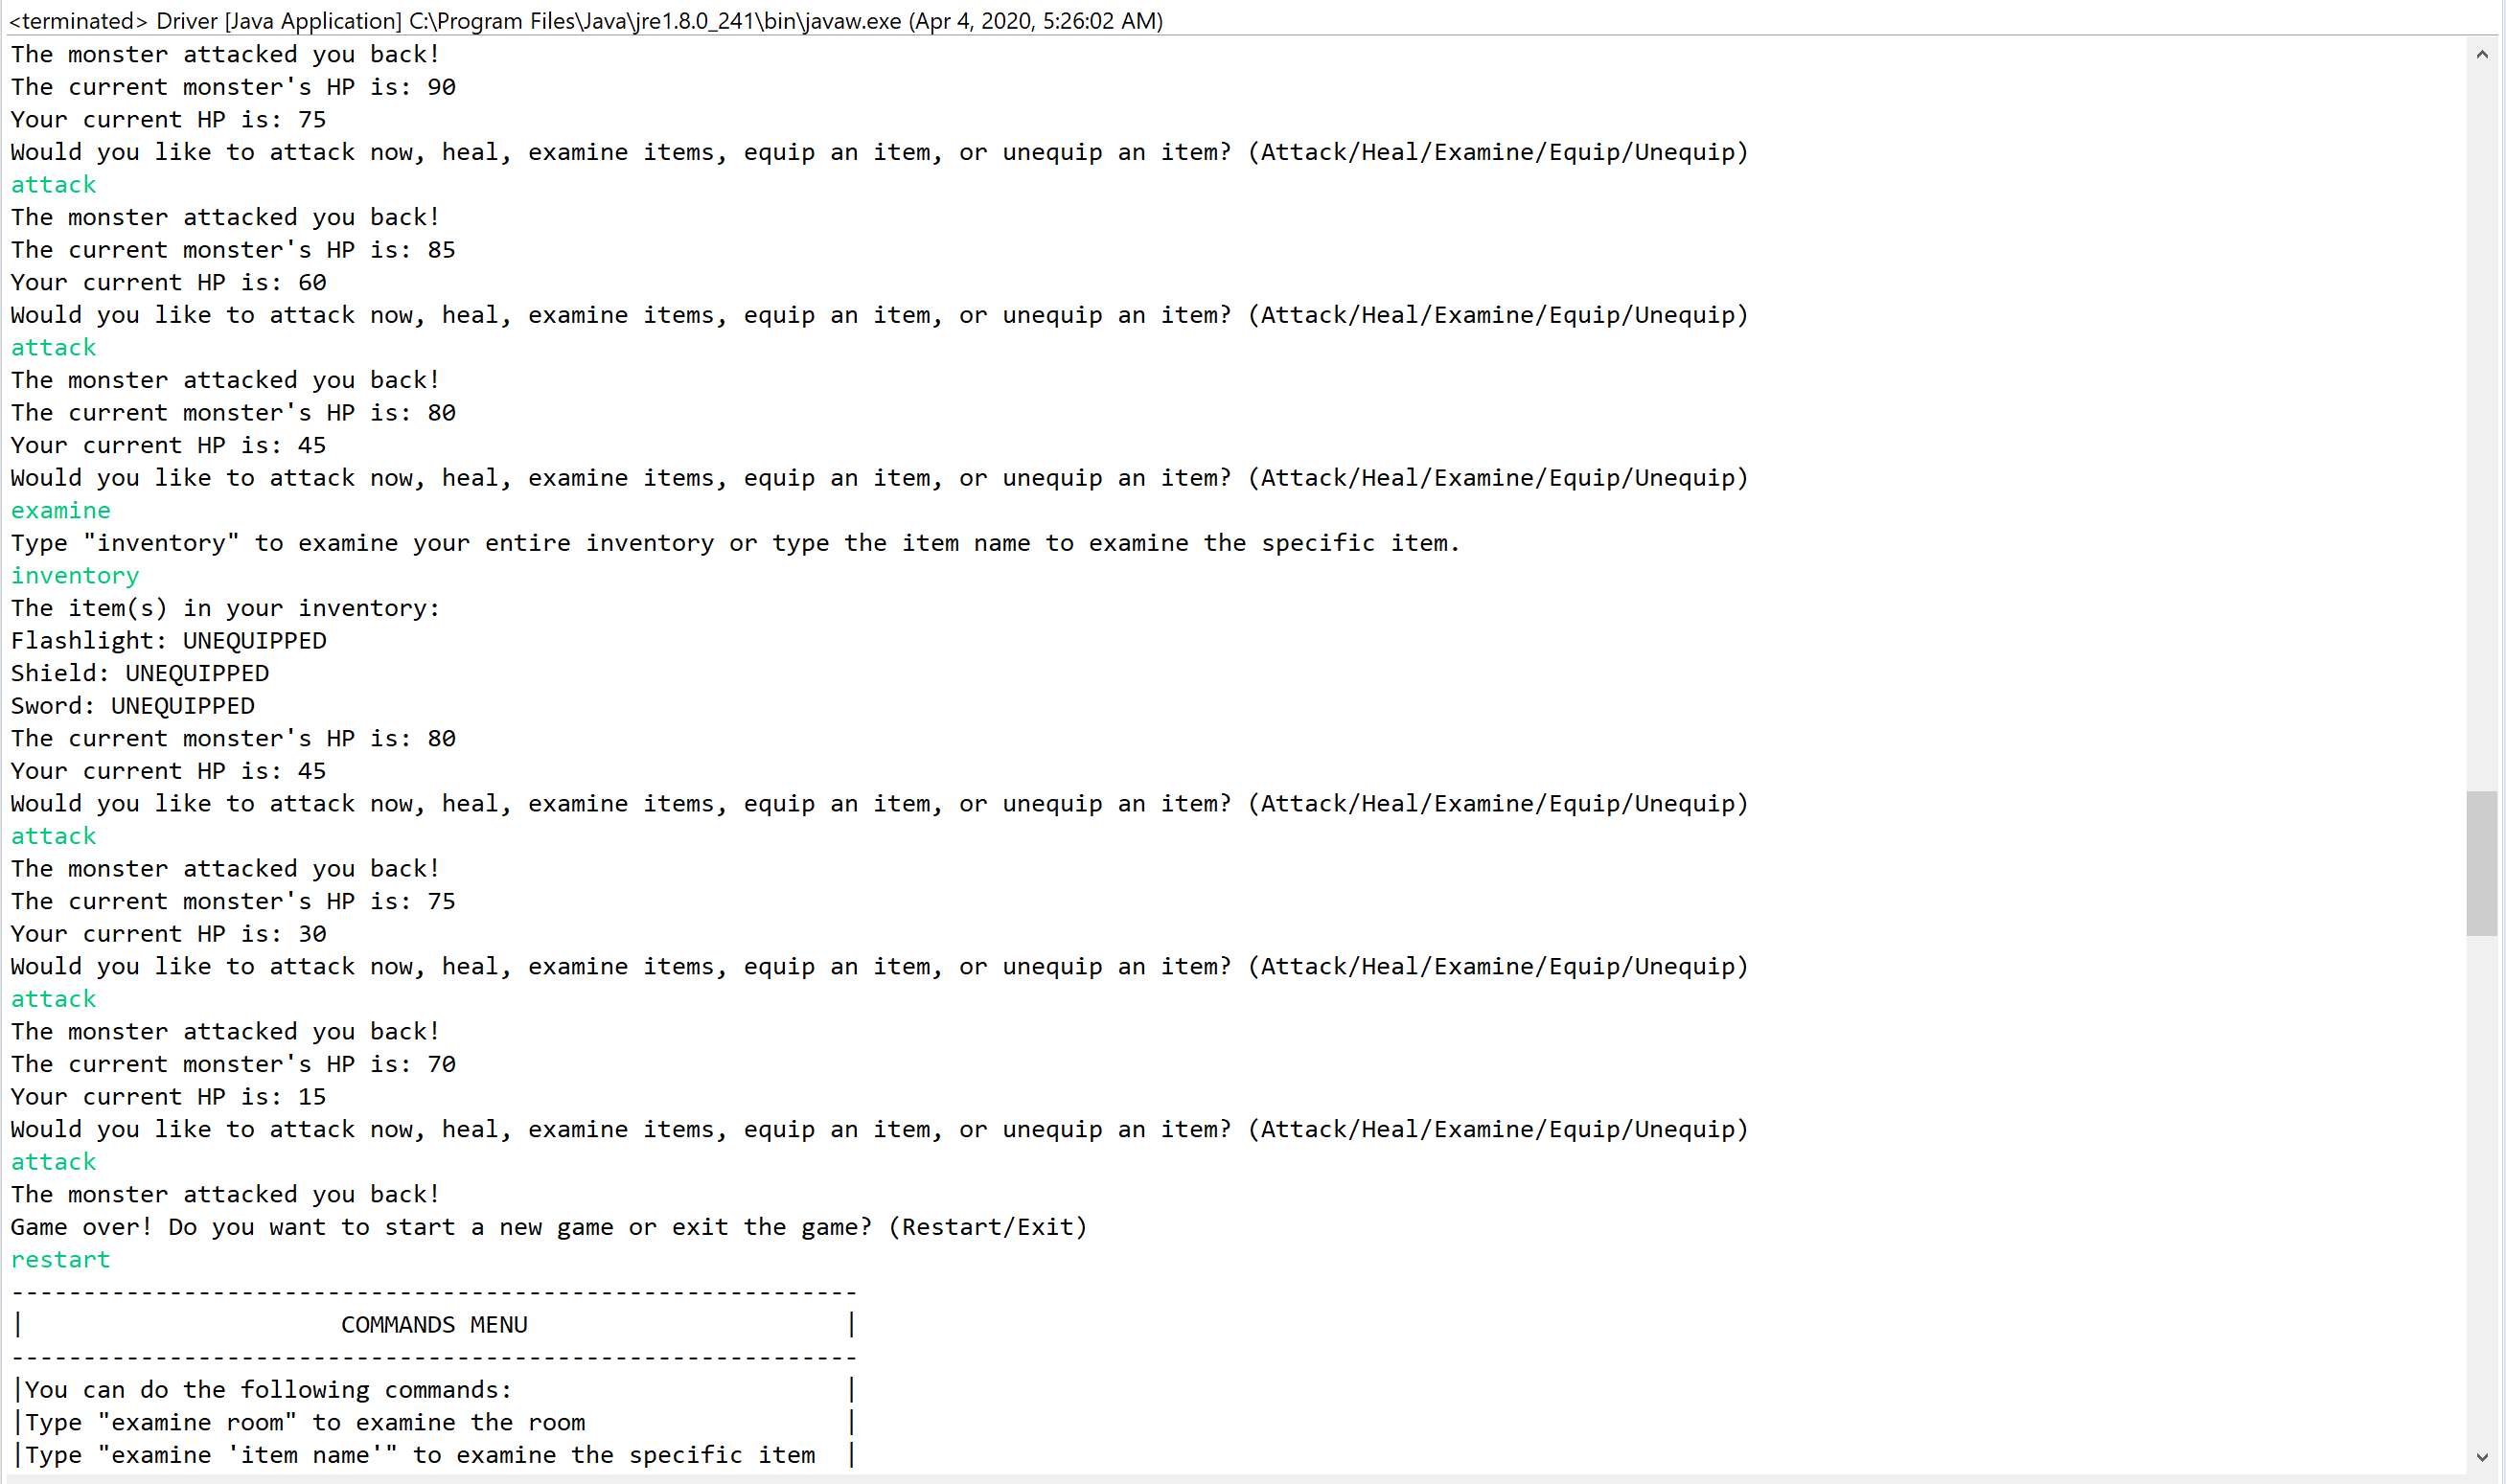 <terminated> Driver [Java Application] C:\Program Files\Java\jre1.8.0_241\bin\javaw.exe (Apr 4, 2020, 5:26:02 AM)
The monster attacked you back!
The current monster's HP is: 90
Your current HP is: 75
Would you like to attack now, heal, examine items, equip an item, or unequip an item? (Attack/Heal/Examine/Equip/Unequip)
attack
The monster attacked you back!
The current monster's HP is: 85
Your current HP is: 60
Would you like to attack now, heal, examine items, equip an item, or unequip an item? (Attack/Heal/Examine/Equip/Unequip)
attack
The monster attacked you back!
The current monster's HP is: 80
Your current HP is: 45
Would you like to attack now, heal, examine items, equip an item, or unequip an item? (Attack/Heal/Examine/Equip/Unequip)
examine
Type "inventory" to examine your entire inventory or type the item name to examine the specific item.
inventory
The item(s) in your inventory:
Flashlight: UNEQUIPPED
Shield: UNEQUIPPED
Sword: UNEQUIPPED
The current monster's HP is: 80
Your current HP is: 45
Would you like to attack now, heal, examine items, equip an item, or unequip an item? (Attack/Heal/Examine/Equip/Unequip)
attack
The monster attacked you back!
The current monster's HP is: 75
Your current HP is: 30
Would you like to attack now, heal, examine items, equip an item, or unequip an item? (Attack/Heal/Examine/Equip/Unequip)
attack
The monster attacked you back!
The current monster's HP is: 70
Your current HP is: 15
Would you like to attack now, heal, examine items, equip an item, or unequip an item? (Attack/Heal/Examine/Equip/Unequip)
attack
The monster attacked you back!
Game over! Do you want to start a new game or exit the game? (Restart/Exit)
restart
-----------------------------------------------------------
|                      COMMANDS MENU                      |
-----------------------------------------------------------
|You can do the following commands:                       |
|Type "examine room" to examine the room                  |
|Type "examine 'item name'" to examine the specific item  |